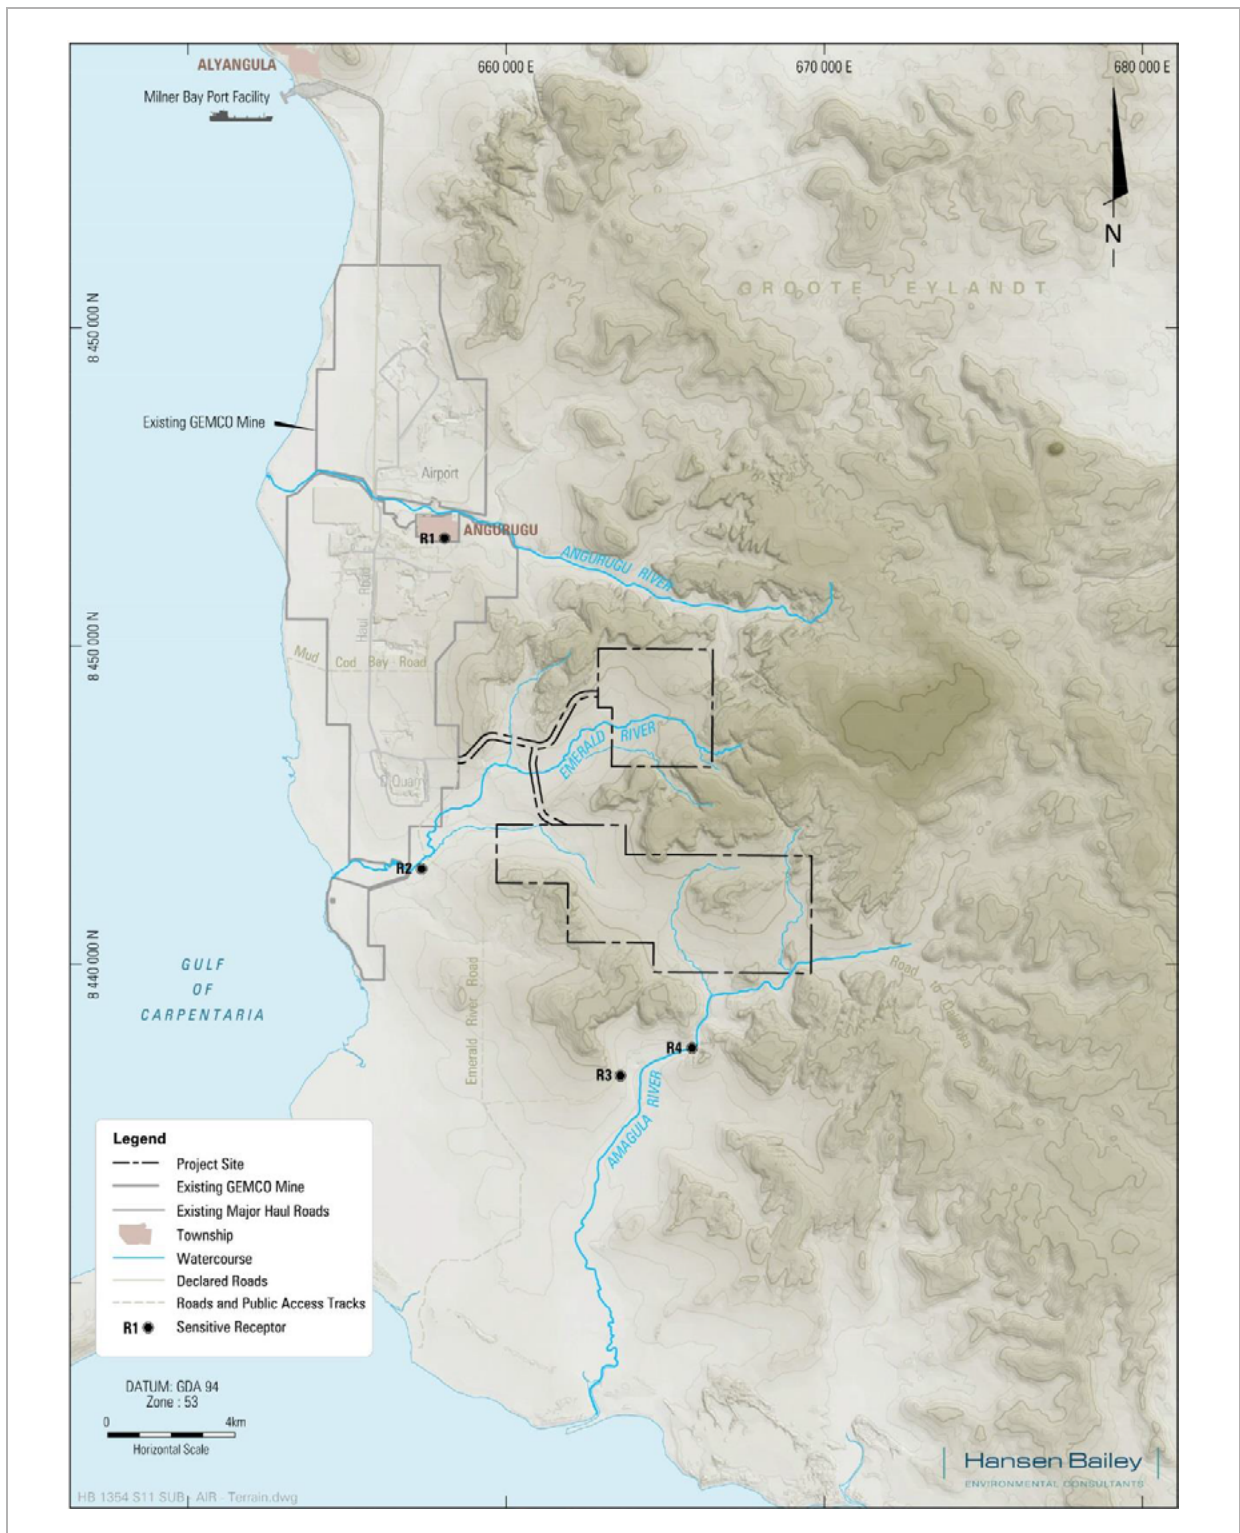 ALYANGULA
660 000 E
670 000 E
680 000 E
Milner Bay Port Facility
N
GROOTE EYLANDT
8 450 000 N
Existing GEMCO Mine
Airport
R1
ANGURUGU
ANGURUGU RIVER
Haul Road
8 450 000 N
Mud Cod Bay Road
EMERALD RIVER
Quarry
R2
8 440 000 N
GULF
OF
CARPENTARIA
Emerald River Road
Road to
R4
R3
AMAGULA RIVER
Legend
Project Site
Existing GEMCO Mine
Existing Major Haul Roads
Township
Watercourse
Declared Roads
Roads and Public Access Tracks
R1 Sensitive Receptor
DATUM: GDA 94
Zone : 53
0 4km
Horizontal Scale
Hansen Bailey
ENVIRONMENTAL CONSULTANTS
HB 1354 S11 SUB - AIR - Terrain.dwg